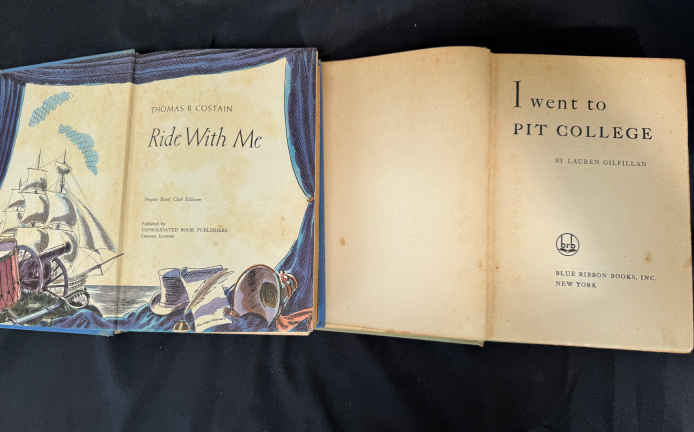 THOMAS B COSTAIN
Ride With Me
People's Book Club Edition
Published by
CONSOLIDATED BOOK PUBLISHERS
Chicago, Illinois
I went to
PIT COLLEGE
BY LAUREN GILFILLAN
brb
BLUE RIBBON BOOKS, INC.
NEW YORK